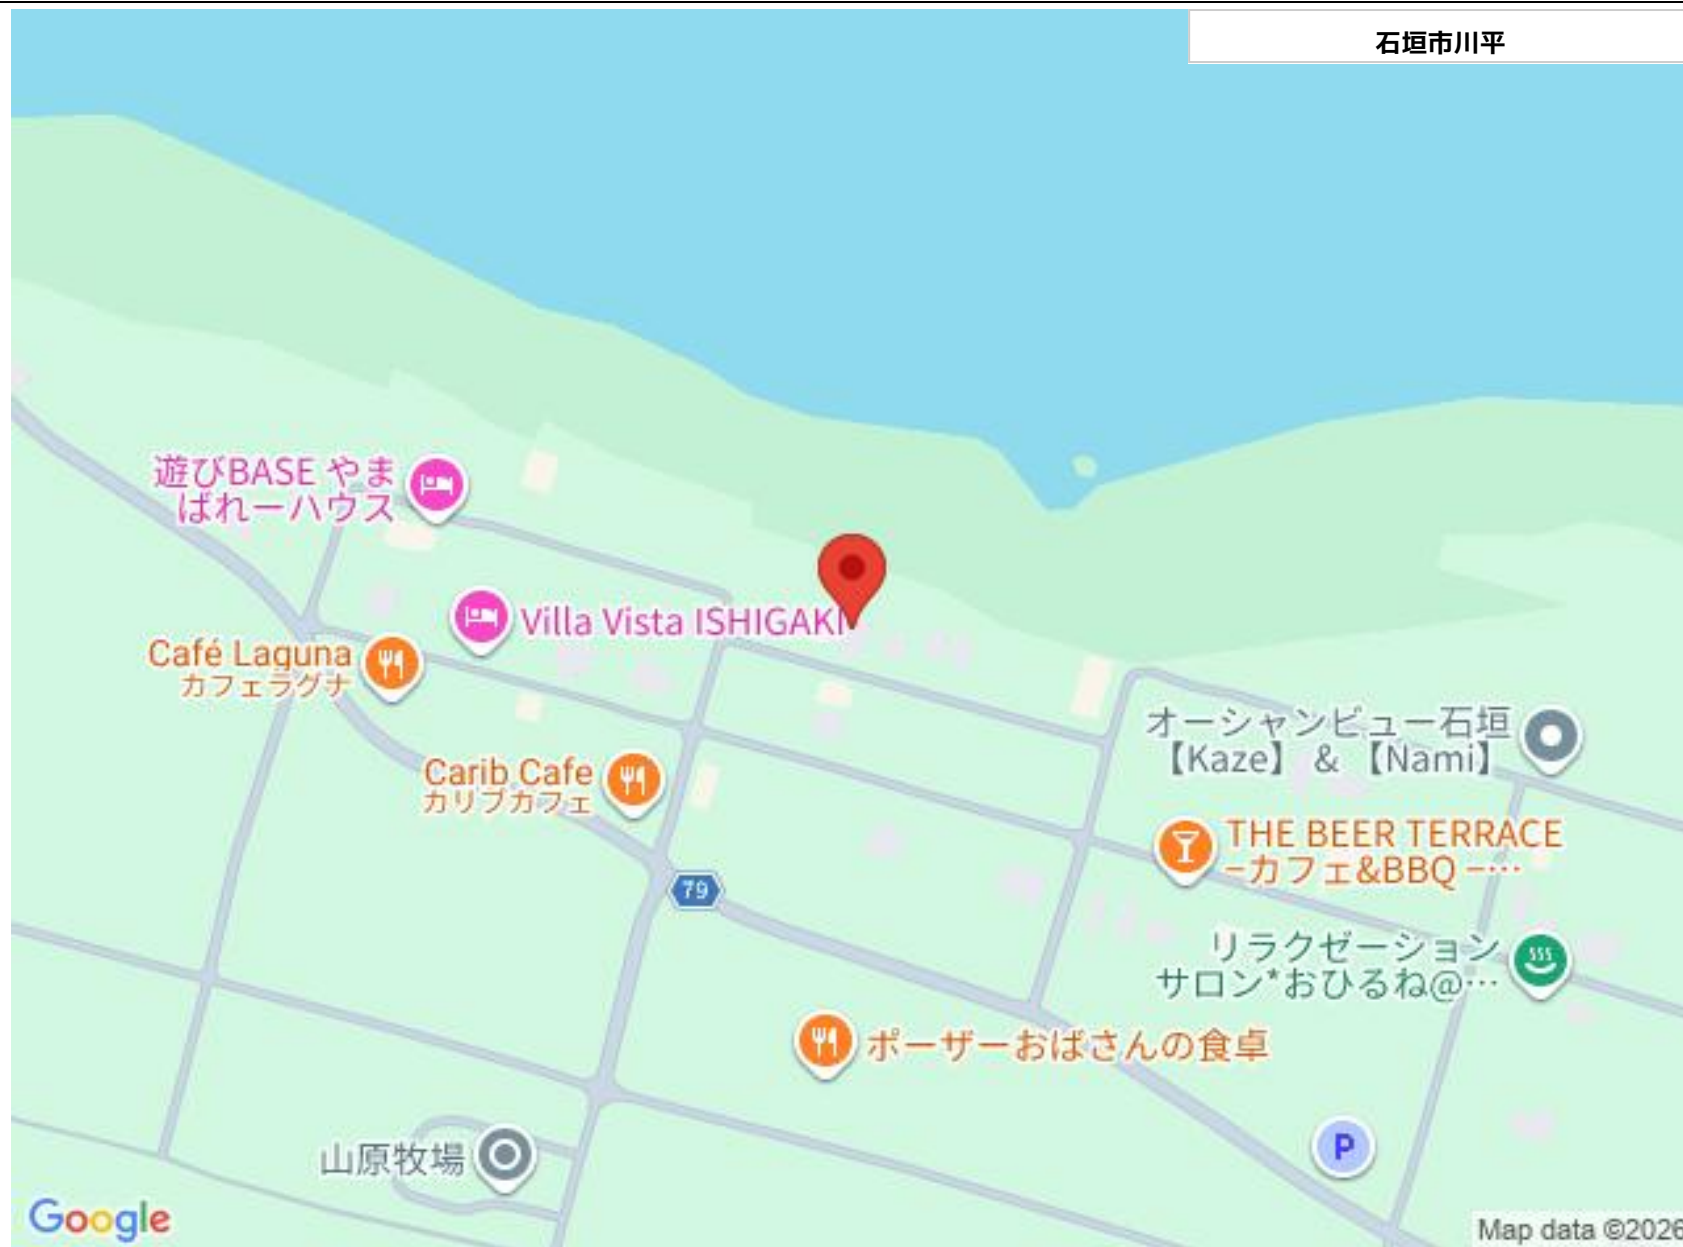 石垣市川平
遊びBASE やま
ばれーハウス
Villa Vista ISHIGAKI
Café Laguna
カフェラグナ
オーシャンビュー石垣
【Kaze】 & 【Nami】
Carib Cafe
カリブカフェ
THE BEER TERRACE
−カフェ&BBQ −…
79
リラクゼーション
サロン*おひるね@…
ポーザーおばさんの食卓
P
山原牧場
Google
Map data ©2026